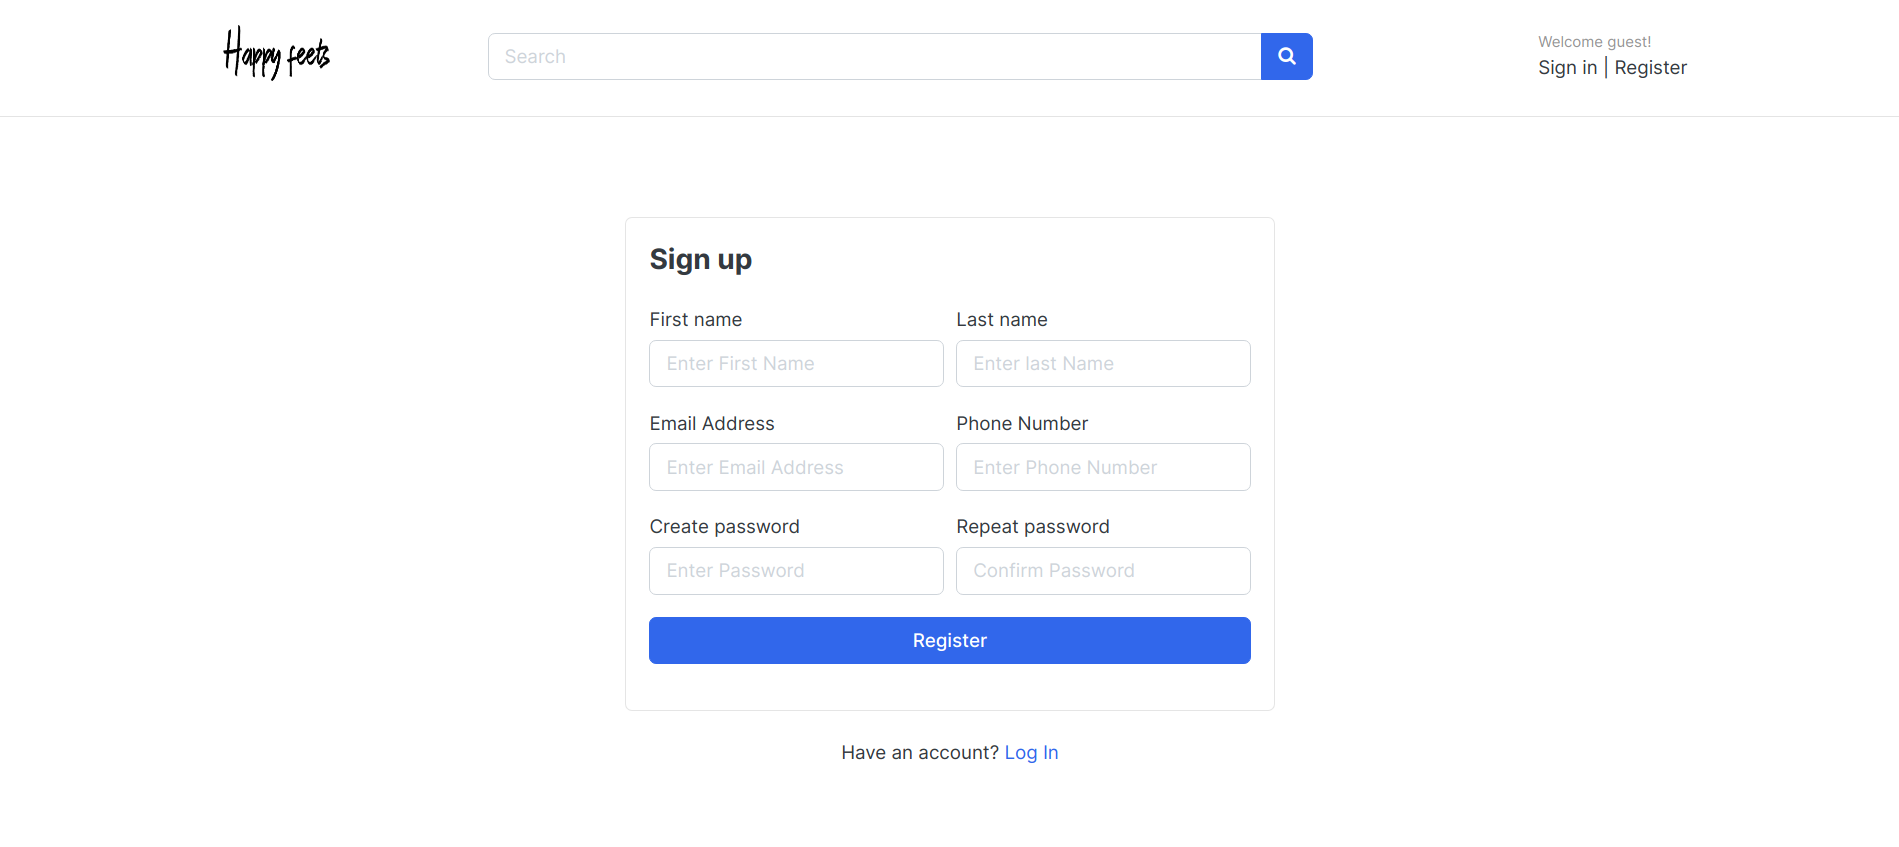 Happy feets
Search
Welcome guest!
Sign in | Register
Sign up
First name
Last name
Enter First Name
Enter last Name
Email Address
Phone Number
Enter Email Address
Enter Phone Number
Create password
Repeat password
Enter Password
Confirm Password
Register
Have an account? Log In